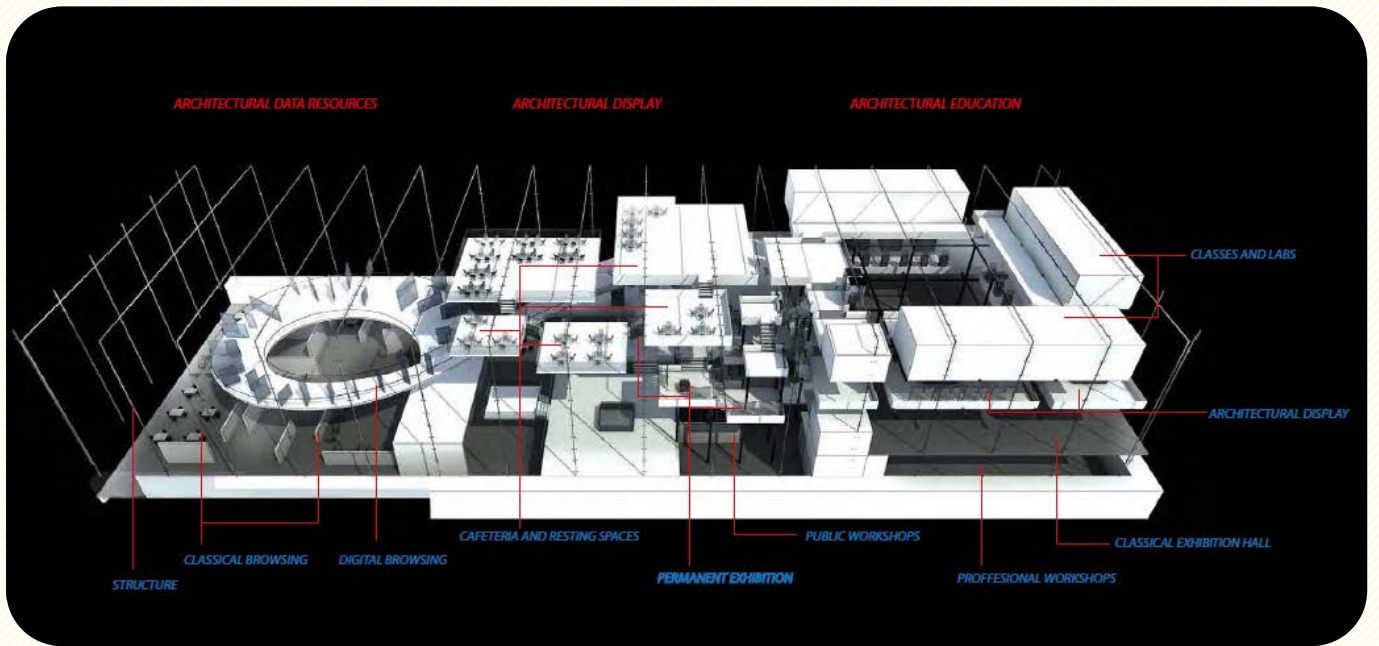 ARCHITECTURAL DATA RESOURCES
ARCHITECTURAL DISPLAY
ARCHITECTURAL EDUCATION
CLASSES AND LABS
ARCHITECTURAL DISPLAY
CAFETERIA AND RESTING SPACES
PUBLIC WORKSHOPS
CLASSICAL EXHIBITION HALL
CLASSICAL BROWSING
DIGITAL BROWSING
PERMANENT EXHIBITION
PROFFESIONAL WORKSHOPS
STRUCTURE